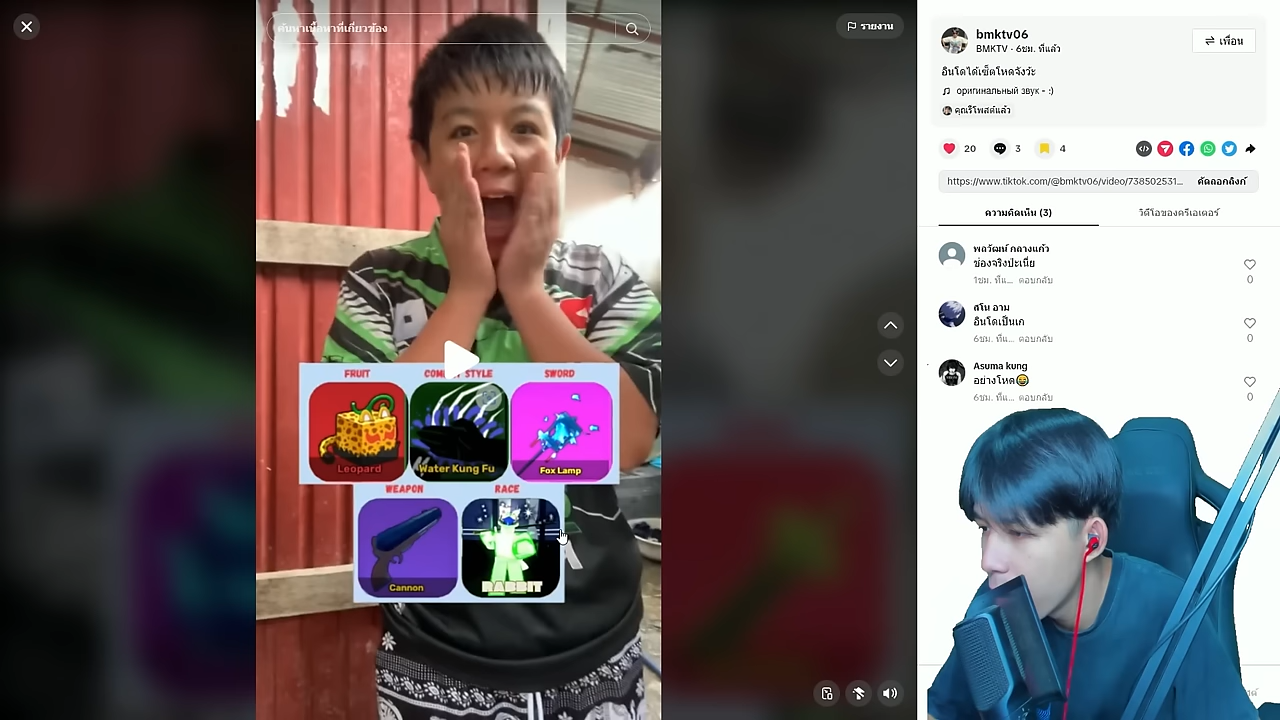 ค้นหาเนื้อหาที่เกี่ยวข้อง
รายงาน
FRUIT
SWORD
Leopard
Water Kung Fu
Fox Lamp
WEAPON
RACE
Cannon
RABBIT
bmktv06
BMKTV · 6ชม. ที่แล้ว
เพื่อน
อินโดได้เซ็ตโหดจังวะ
оригинальный звук - :)
คุณรีโพสต์แล้ว
20
3
4
https://www.tiktok.com/@bmktv06/video/738502531...
คัดลอกลิงก์
ความคิดเห็น (3)
วิดีโอของครีเอเตอร์
พลวัฒน์ กลางแก้ว
ช่องจริงป่ะเนี่ย
1ชม. ที่แ... ตอบกลับ
0
สโน อาม
อินโดเป็นเก
6ชม. ที่แ... ตอบกลับ
0
Asuma kung
อย่างโหด😅
6ชม. ที่แ... ตอบกลับ
0